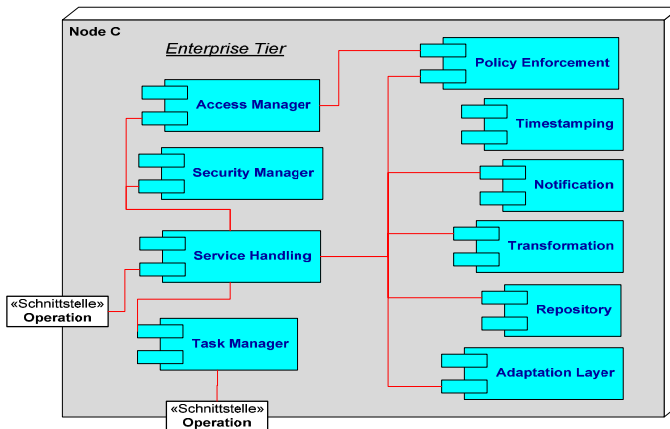 Node C
Enterprise Tier
Policy Enforcement
Access Manager
Timestamping
Security Manager
Notification
Service Handling
Transformation
«Schnittstelle»
Operation
Repository
Task Manager
Adaptation Layer
«Schnittstelle»
Operation